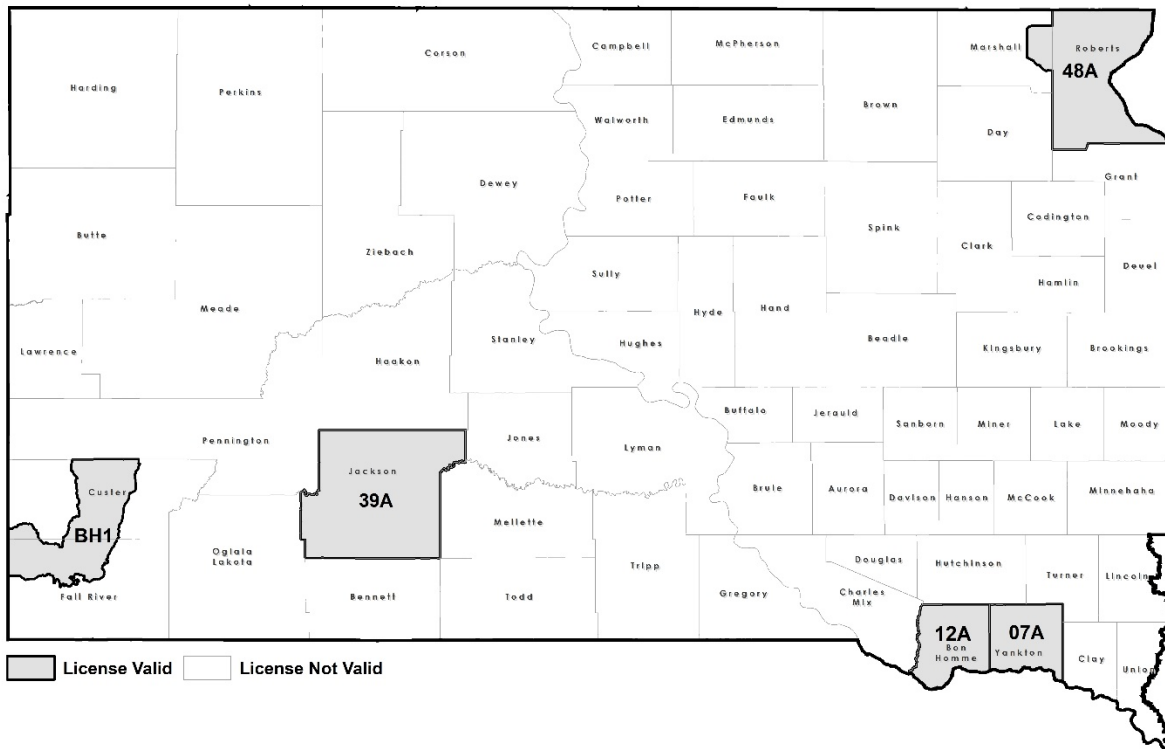 Campbell
McPherson
Marshall
Roberts
48A
Corson
Harding
Perkins
Brown
Walworth
Edmunds
Day
Dewey
Grant
Potter
Faulk
Codington
Spink
Butte
Ziebach
Clark
Sully
Deuel
Hamlin
Meade
Hyde
Hand
Stanley
Hughes
Beadle
Lawrence
Haakon
Kingsbury
Brookings
Buffalo
Jerauld
Sanborn
Miner
Lake
Moody
Pennington
Jones
Lyman
Jackson
39A
Custer
Brule
Aurora
Davison
Hanson
McCook
Minnehaha
BH1
Mellette
Oglala
Lakota
Douglas
Hutchinson
Tripp
Turner
Lincoln
Fall River
Bennett
Todd
Gregory
Charles
Mix
12A
Bon
Homme
07A
Yankton
Clay
Union
License Valid
License Not Valid